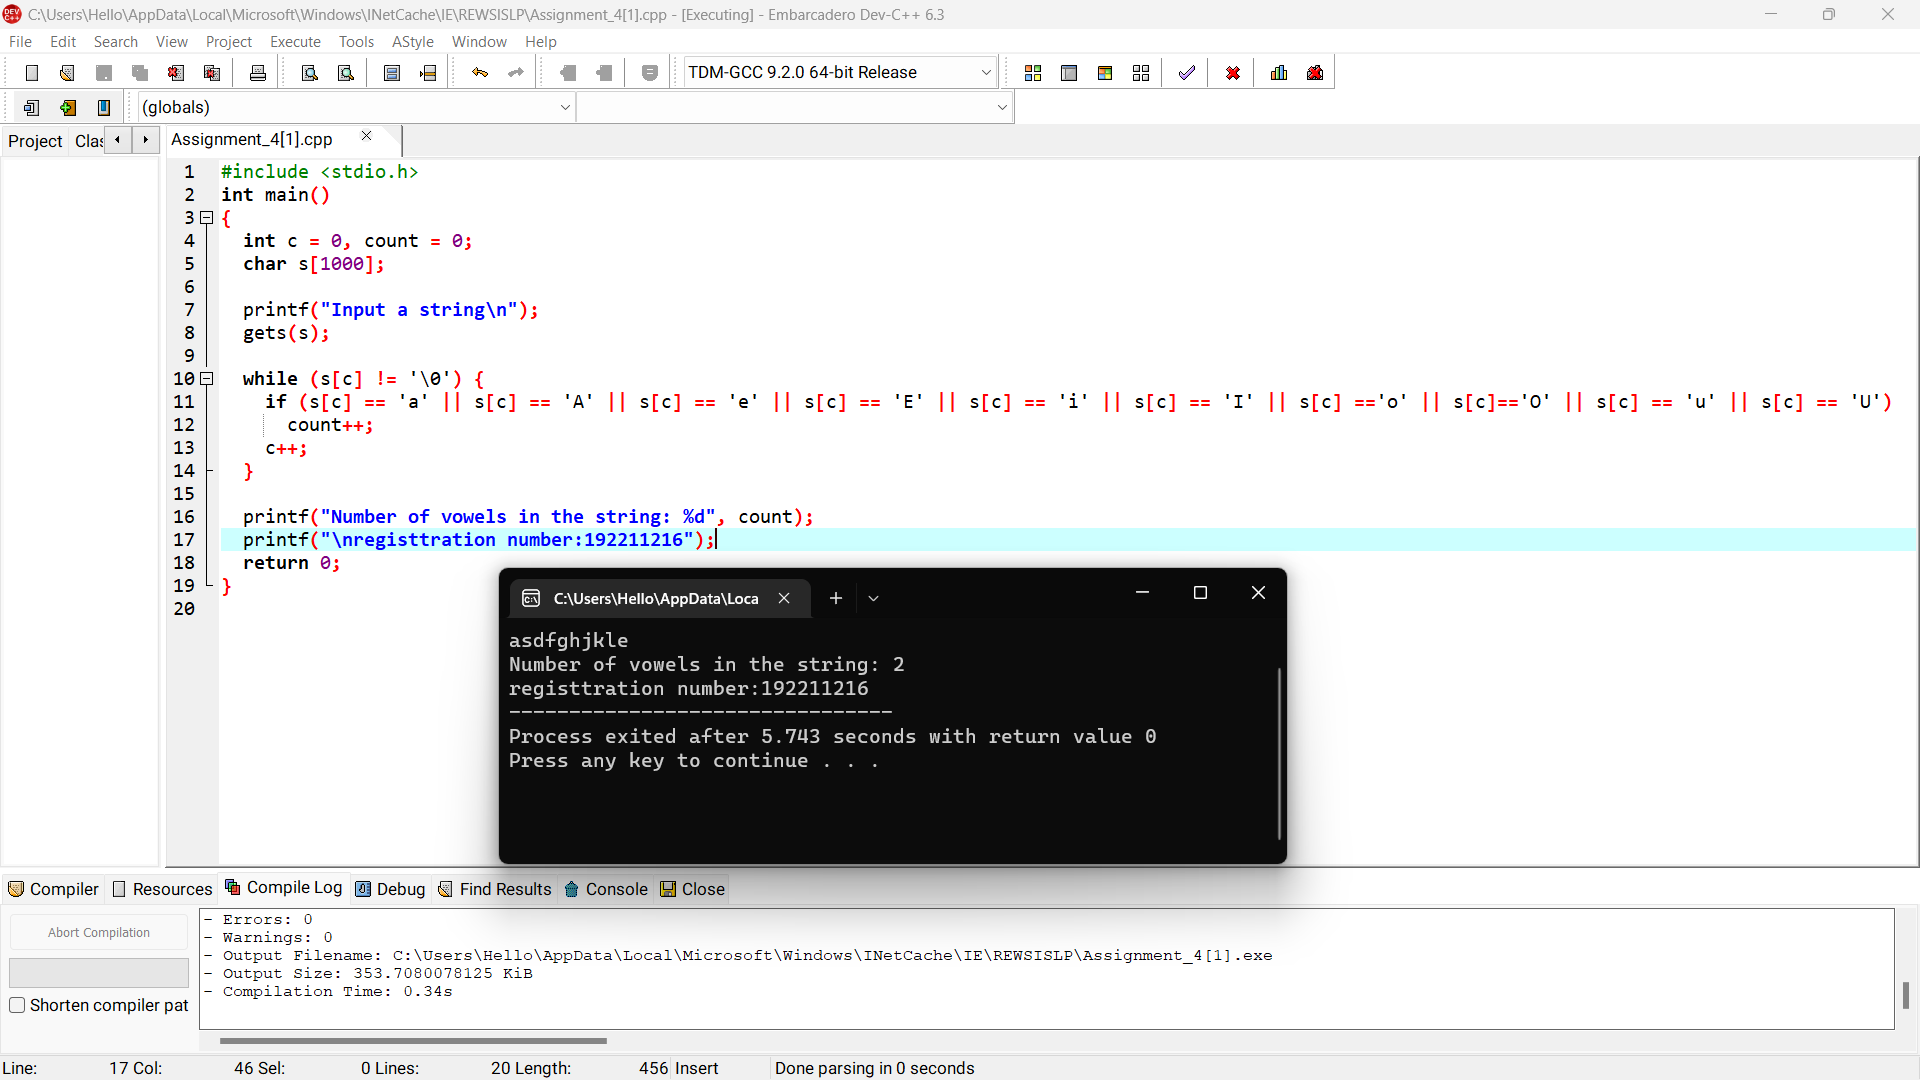 C:\Users\Hello\AppData\Local\Microsoft\Windows\INetCache\IE\REWSISLP\Assignment_4[1].cpp - [Executing] - Embarcadero Dev-C++ 6.3
File Edit Search View Project Execute Tools AStyle Window Help
TDM-GCC 9.2.0 64-bit Release
(globals)
Project Clas
Assignment_4[1].cpp
1 #include <stdio.h>
2 int main()
3 {
4 int c = 0, count = 0;
5 char s[1000];
6
7 printf("Input a string\n");
8 gets(s);
9
10 while (s[c] != '\0') {
11 if (s[c] == 'a' || s[c] == 'A' || s[c] == 'e' || s[c] == 'E' || s[c] == 'i' || s[c] == 'I' || s[c] =='o' || s[c]=='O' || s[c] == 'u' || s[c] == 'U')
12 count++;
13 c++;
14 }
15
16 printf("Number of vowels in the string: %d", count);
17 printf("\nregisttration number:192211216");
18 return 0;
19 }
20
C:\Users\Hello\AppData\Loca
asdfghjkle
Number of vowels in the string: 2
registtration number:192211216
--------------------------------
Process exited after 5.743 seconds with return value 0
Press any key to continue . . .
Compiler Resources Compile Log Debug Find Results Console Close
Abort Compilation
Shorten compiler pat
- Errors: 0
- Warnings: 0
- Output Filename: C:\Users\Hello\AppData\Local\Microsoft\Windows\INetCache\IE\REWSISLP\Assignment_4[1].exe
- Output Size: 353.7080078125 KiB
- Compilation Time: 0.34s
Line: 17 Col: 46 Sel: 0 Lines: 20 Length: 456 Insert Done parsing in 0 seconds